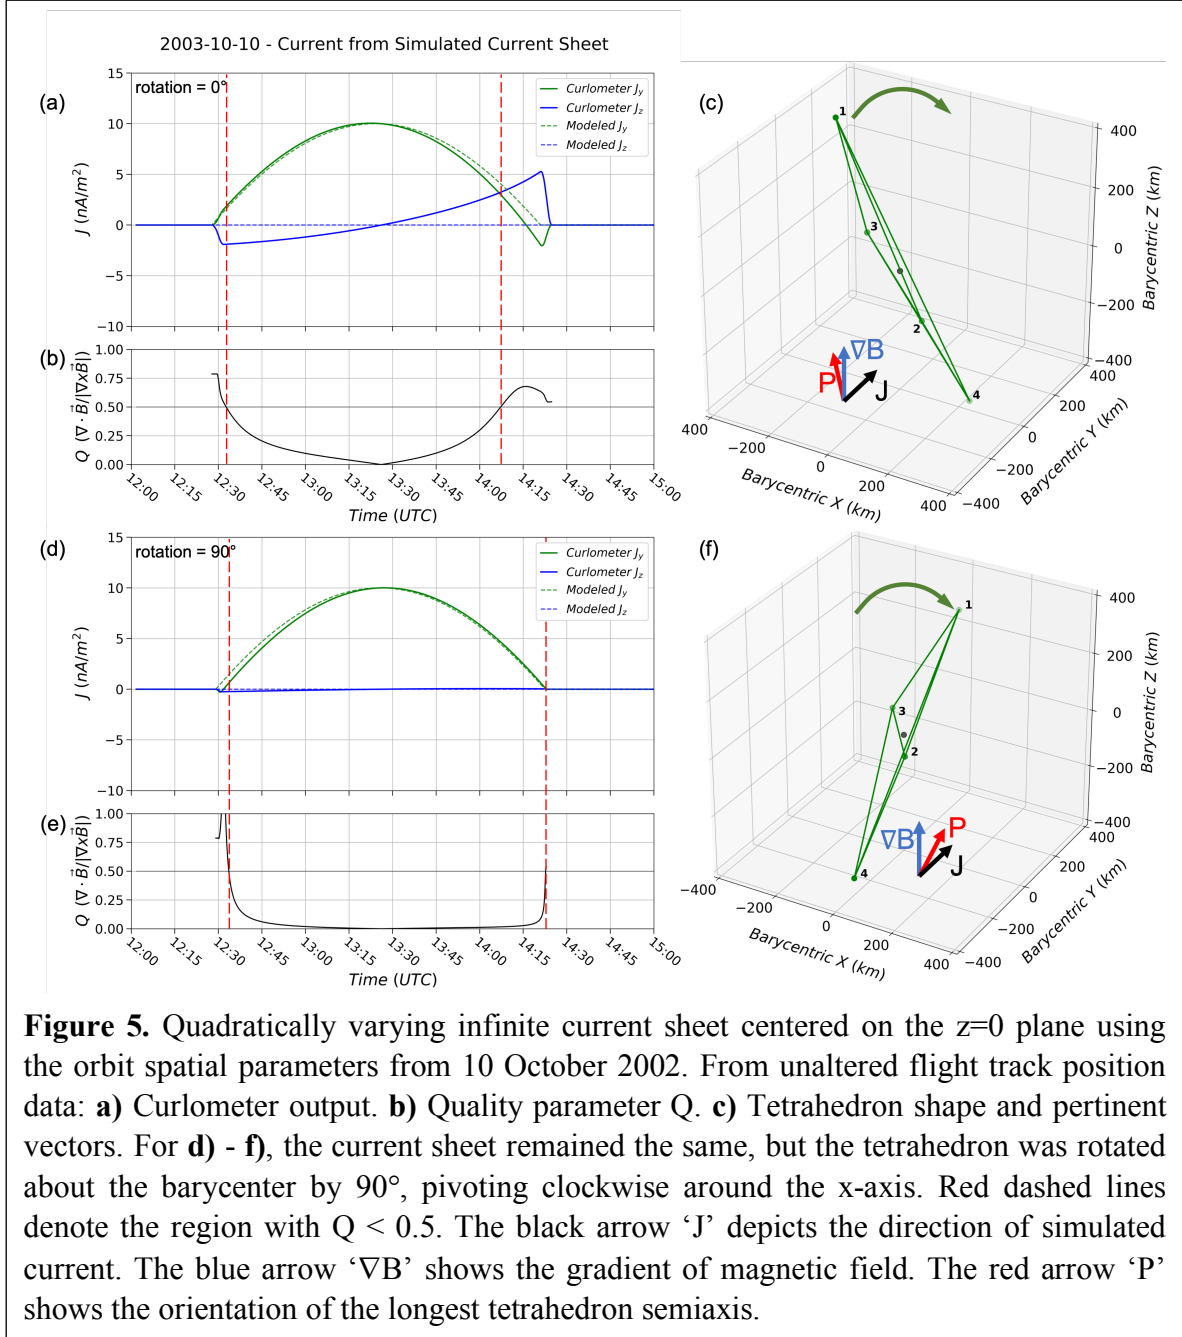 2003-10-10 - Current from Simulated Current Sheet
(a)
rotation = 0°
Curlometer Jy
Curlometer Jz
Modeled Jy
Modeled Jz
15
10
5
0
−5
−10
J (nA/m²)
(b)
1.00
0.75
0.50
0.25
0.00
Q (∇ · B⃗/|∇xB⃗|)
12:00 12:15 12:30 12:45 13:00 13:15 13:30 13:45 14:00 14:15 14:30 14:45 15:00
Time (UTC)
(c)
1
3
2
4
∇B
P
J
400
200
0
−200
−400
Barycentric Z (km)
400
200
0
−200
−400
Barycentric Y (km)
400
−200
0
200
400
Barycentric X (km)
(d)
rotation = 90°
Curlometer Jy
Curlometer Jz
Modeled Jy
Modeled Jz
15
10
5
0
−5
−10
J (nA/m²)
(e)
1.00
0.75
0.50
0.25
0.00
Q (∇ · B⃗/|∇xB⃗|)
12:00 12:15 12:30 12:45 13:00 13:15 13:30 13:45 14:00 14:15 14:30 14:45 15:00
Time (UTC)
(f)
1
3
2
4
∇B
P
J
400
200
0
−200
−400
Barycentric Z (km)
400
200
0
−200
−400
Barycentric Y (km)
−400
−200
0
200
400
Barycentric X (km)
Figure 5. Quadratically varying infinite current sheet centered on the z=0 plane using
the orbit spatial parameters from 10 October 2002. From unaltered flight track position
data: a) Curlometer output. b) Quality parameter Q. c) Tetrahedron shape and pertinent
vectors. For d) - f), the current sheet remained the same, but the tetrahedron was rotated
about the barycenter by 90°, pivoting clockwise around the x-axis. Red dashed lines
denote the region with Q < 0.5. The black arrow ‘J’ depicts the direction of simulated
current. The blue arrow ‘∇B’ shows the gradient of magnetic field. The red arrow ‘P’
shows the orientation of the longest tetrahedron semiaxis.